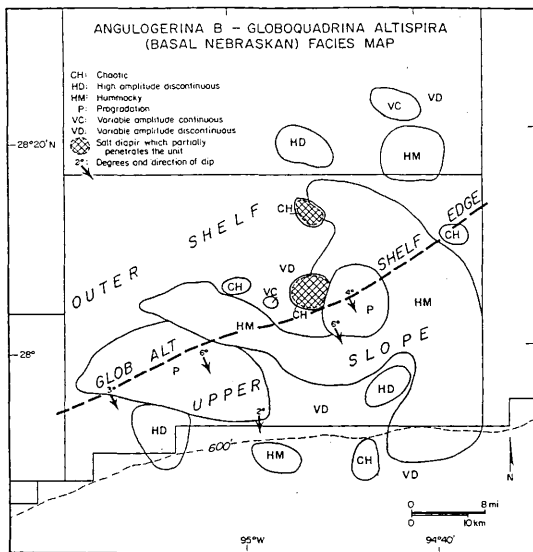 ANGULOGERINA B – GLOBOQUADRINA ALTISPIRA
(BASAL NEBRASKAN) FACIES MAP
CH: Chaotic
HD: High amplitude discontinuous
HM: Hummocky
P: Progradation
VC: Variable amplitude continuous
VD: Variable amplitude discontinuous
Salt diapir which partially
penetrates the unit
2° Degrees and direction of dip
VC VD
28°20' N
HD
HM
CH
OUTER SHELF
SHELF EDGE
CH
VD
CH
VC
4°
P
HM
CH
HM
6°
28°
GLOB ALT
6°
P
SLOPE
3°
UPPER
HD
2°
VD
HD
600'
HM
CH
VD
N
0 8 mi
0 10 km
95°W
94°40'